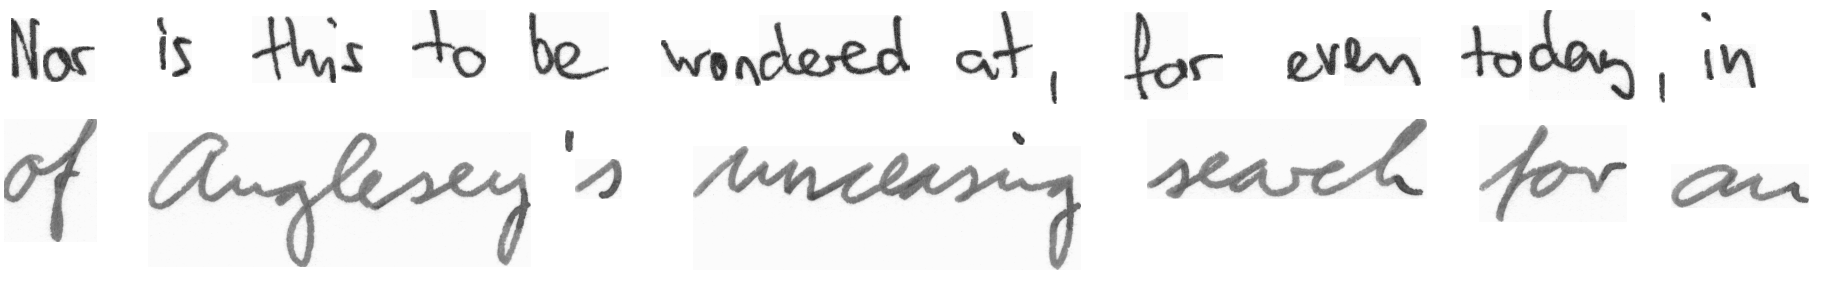 Nor is this to be wondered at, for even today, in
of Anglesey's unceasing search for an